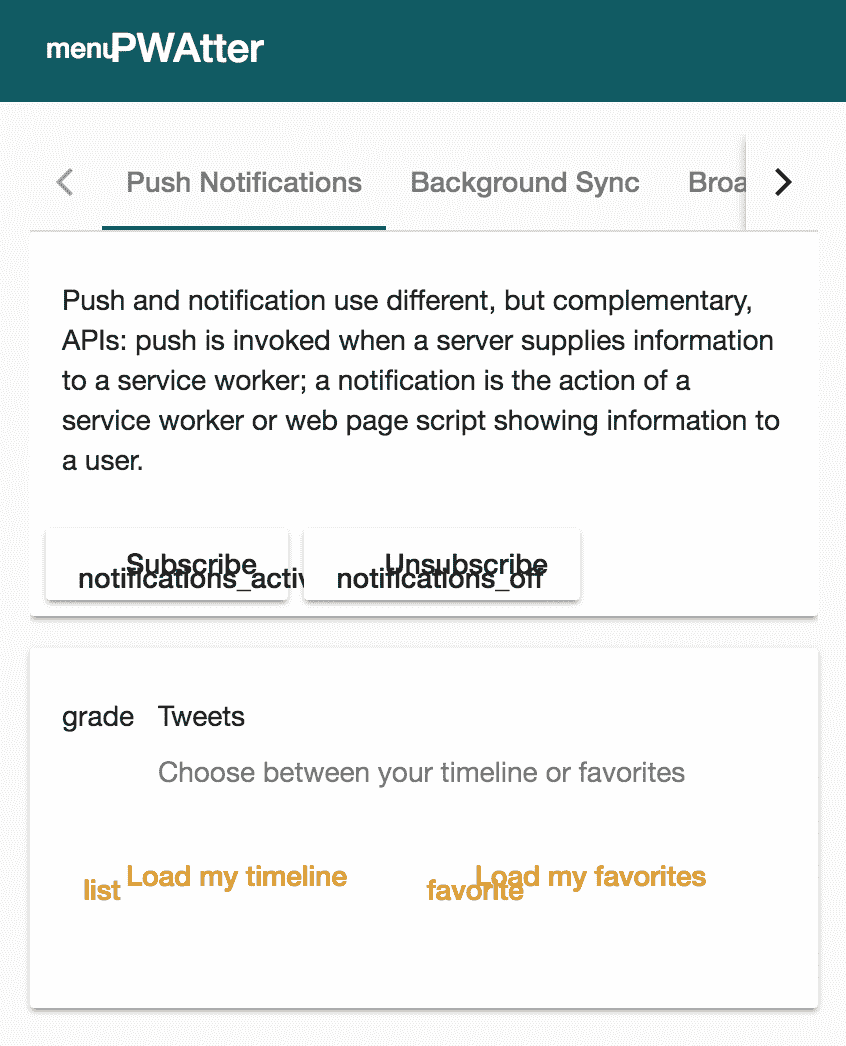 menuPWAtter
Push Notifications Background Sync Broa
Push and notification use different, but complementary,
APIs: push is invoked when a server supplies information
to a service worker; a notification is the action of a
service worker or web page script showing information to
a user.
Subscribe Unsubscribe
notifications_activ notifications_off
grade Tweets
Choose between your timeline or favorites
Load my timeline Load my favorites
list favorite